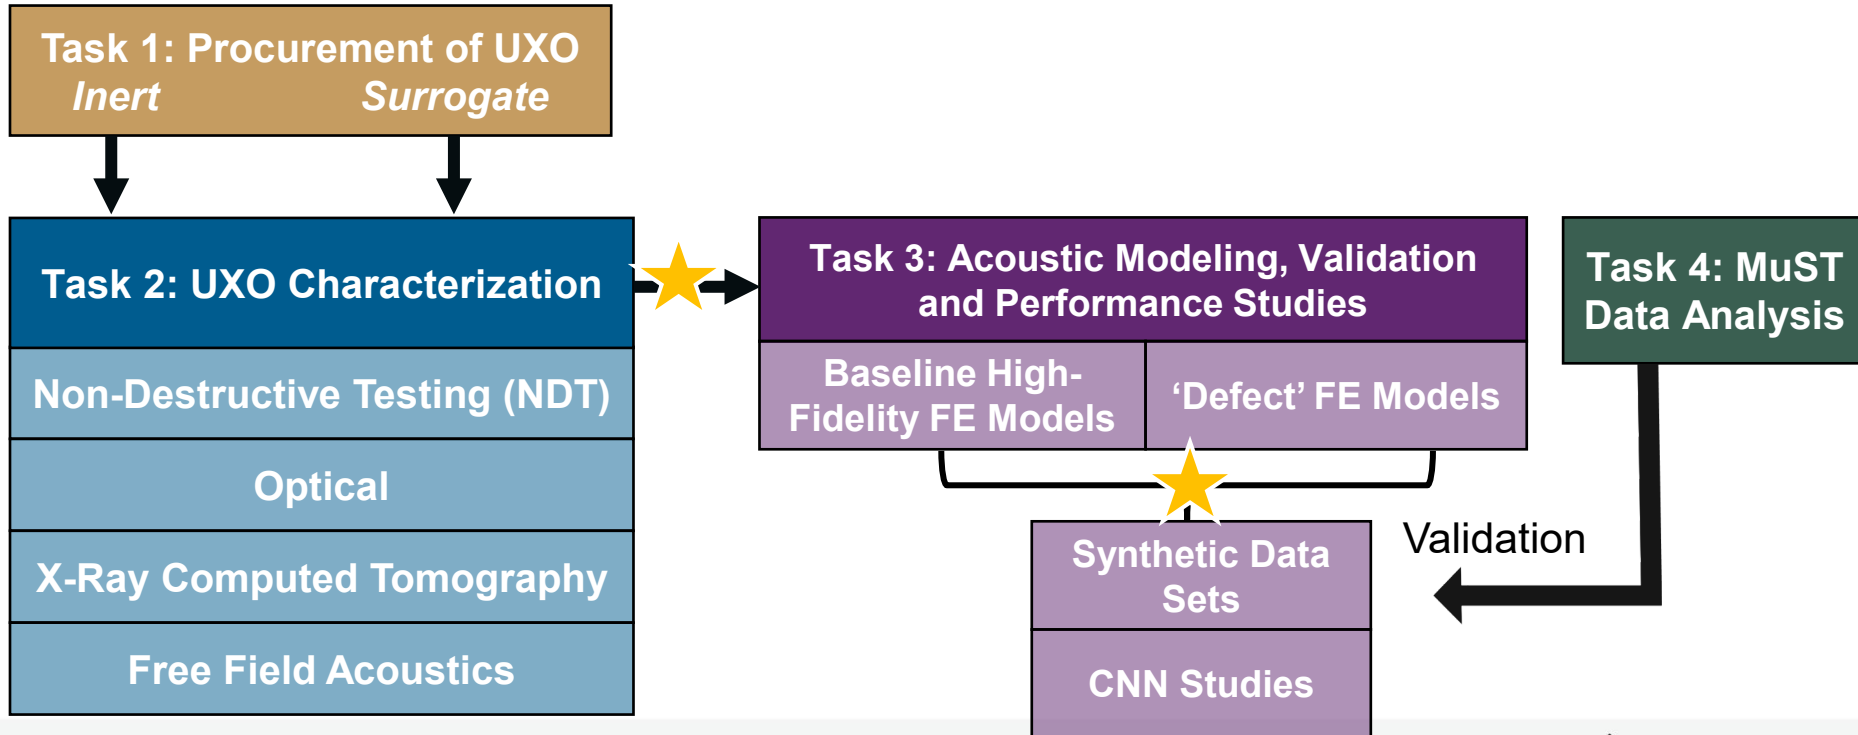 Task 1: Procurement of UXO
Inert Surrogate
Task 2: UXO Characterization
Non-Destructive Testing (NDT)
Optical
X-Ray Computed Tomography
Free Field Acoustics
Task 3: Acoustic Modeling, Validation
and Performance Studies
Baseline High-
Fidelity FE Models
‘Defect’ FE Models
Synthetic Data
Sets
CNN Studies
Task 4: MuST
Data Analysis
Validation